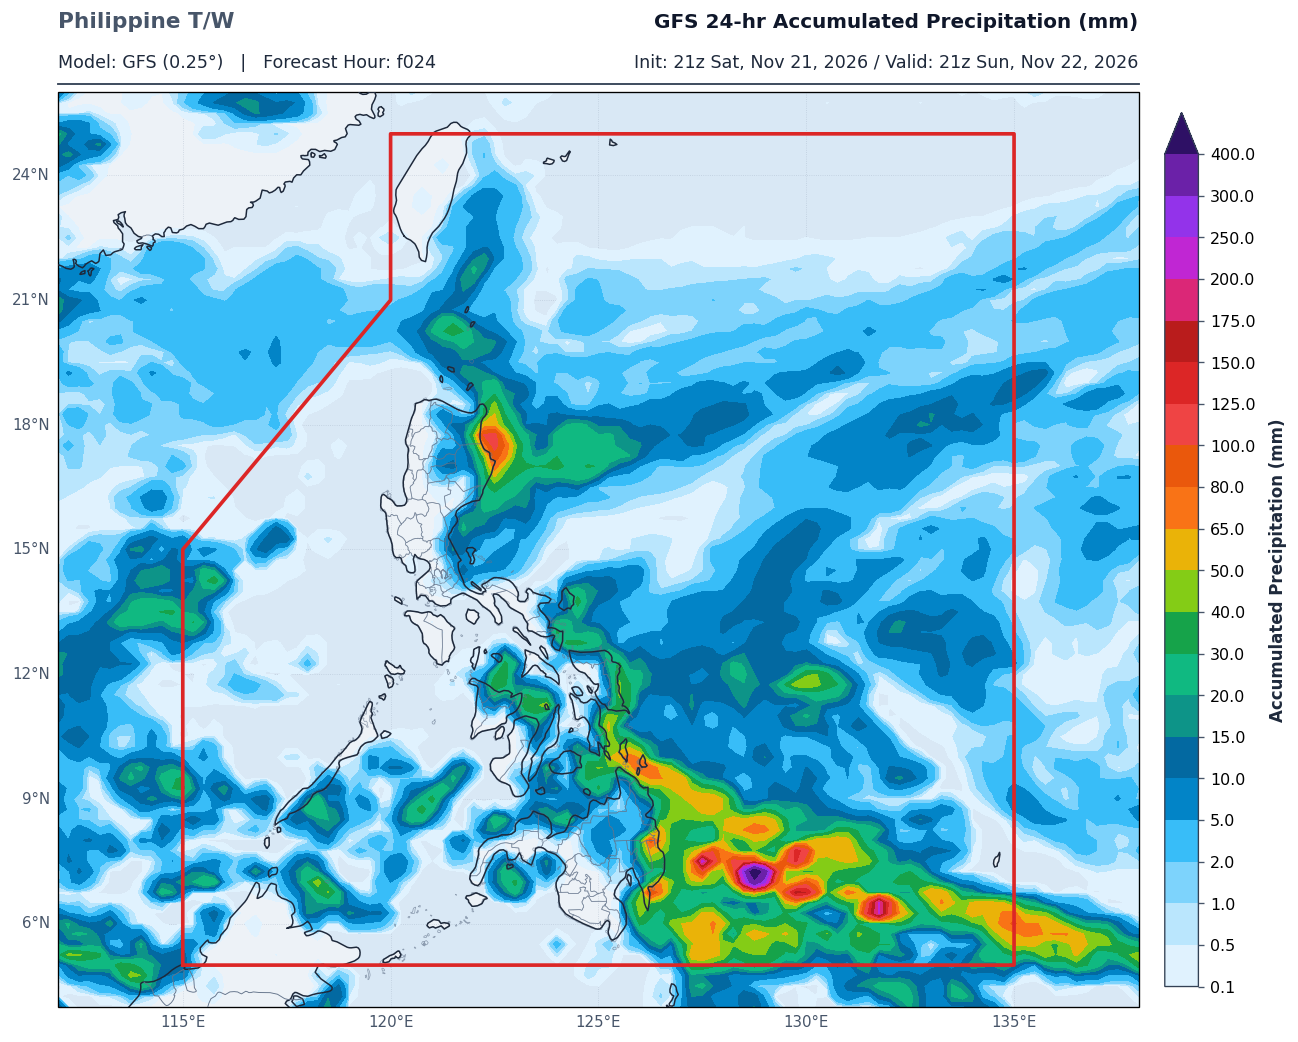 Philippine T/W
GFS 24-hr Accumulated Precipitation (mm)
Model: GFS (0.25°)   |   Forecast Hour: f024
Init: 21z Sat, Nov 21, 2026 / Valid: 21z Sun, Nov 22, 2026
24°N
21°N
18°N
15°N
12°N
9°N
6°N
115°E
120°E
125°E
130°E
135°E
400.0
300.0
250.0
200.0
175.0
150.0
125.0
100.0
80.0
65.0
50.0
40.0
30.0
20.0
15.0
10.0
5.0
2.0
1.0
0.5
0.1
Accumulated Precipitation (mm)